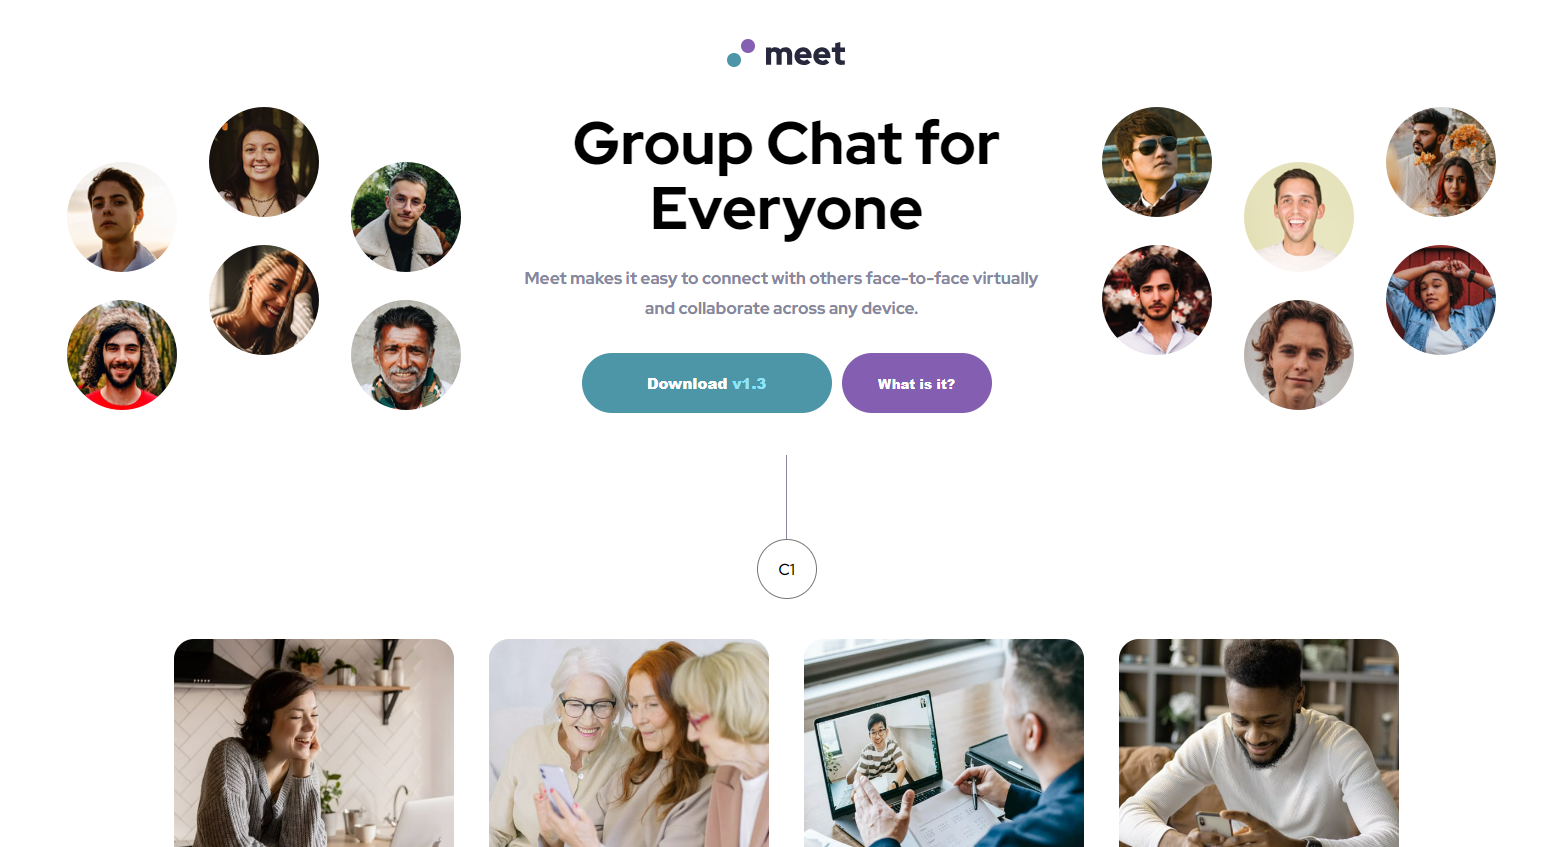 meet
Group Chat for
Everyone
Meet makes it easy to connect with others face-to-face virtually
and collaborate across any device.
Download v1.3
What is it?
C1